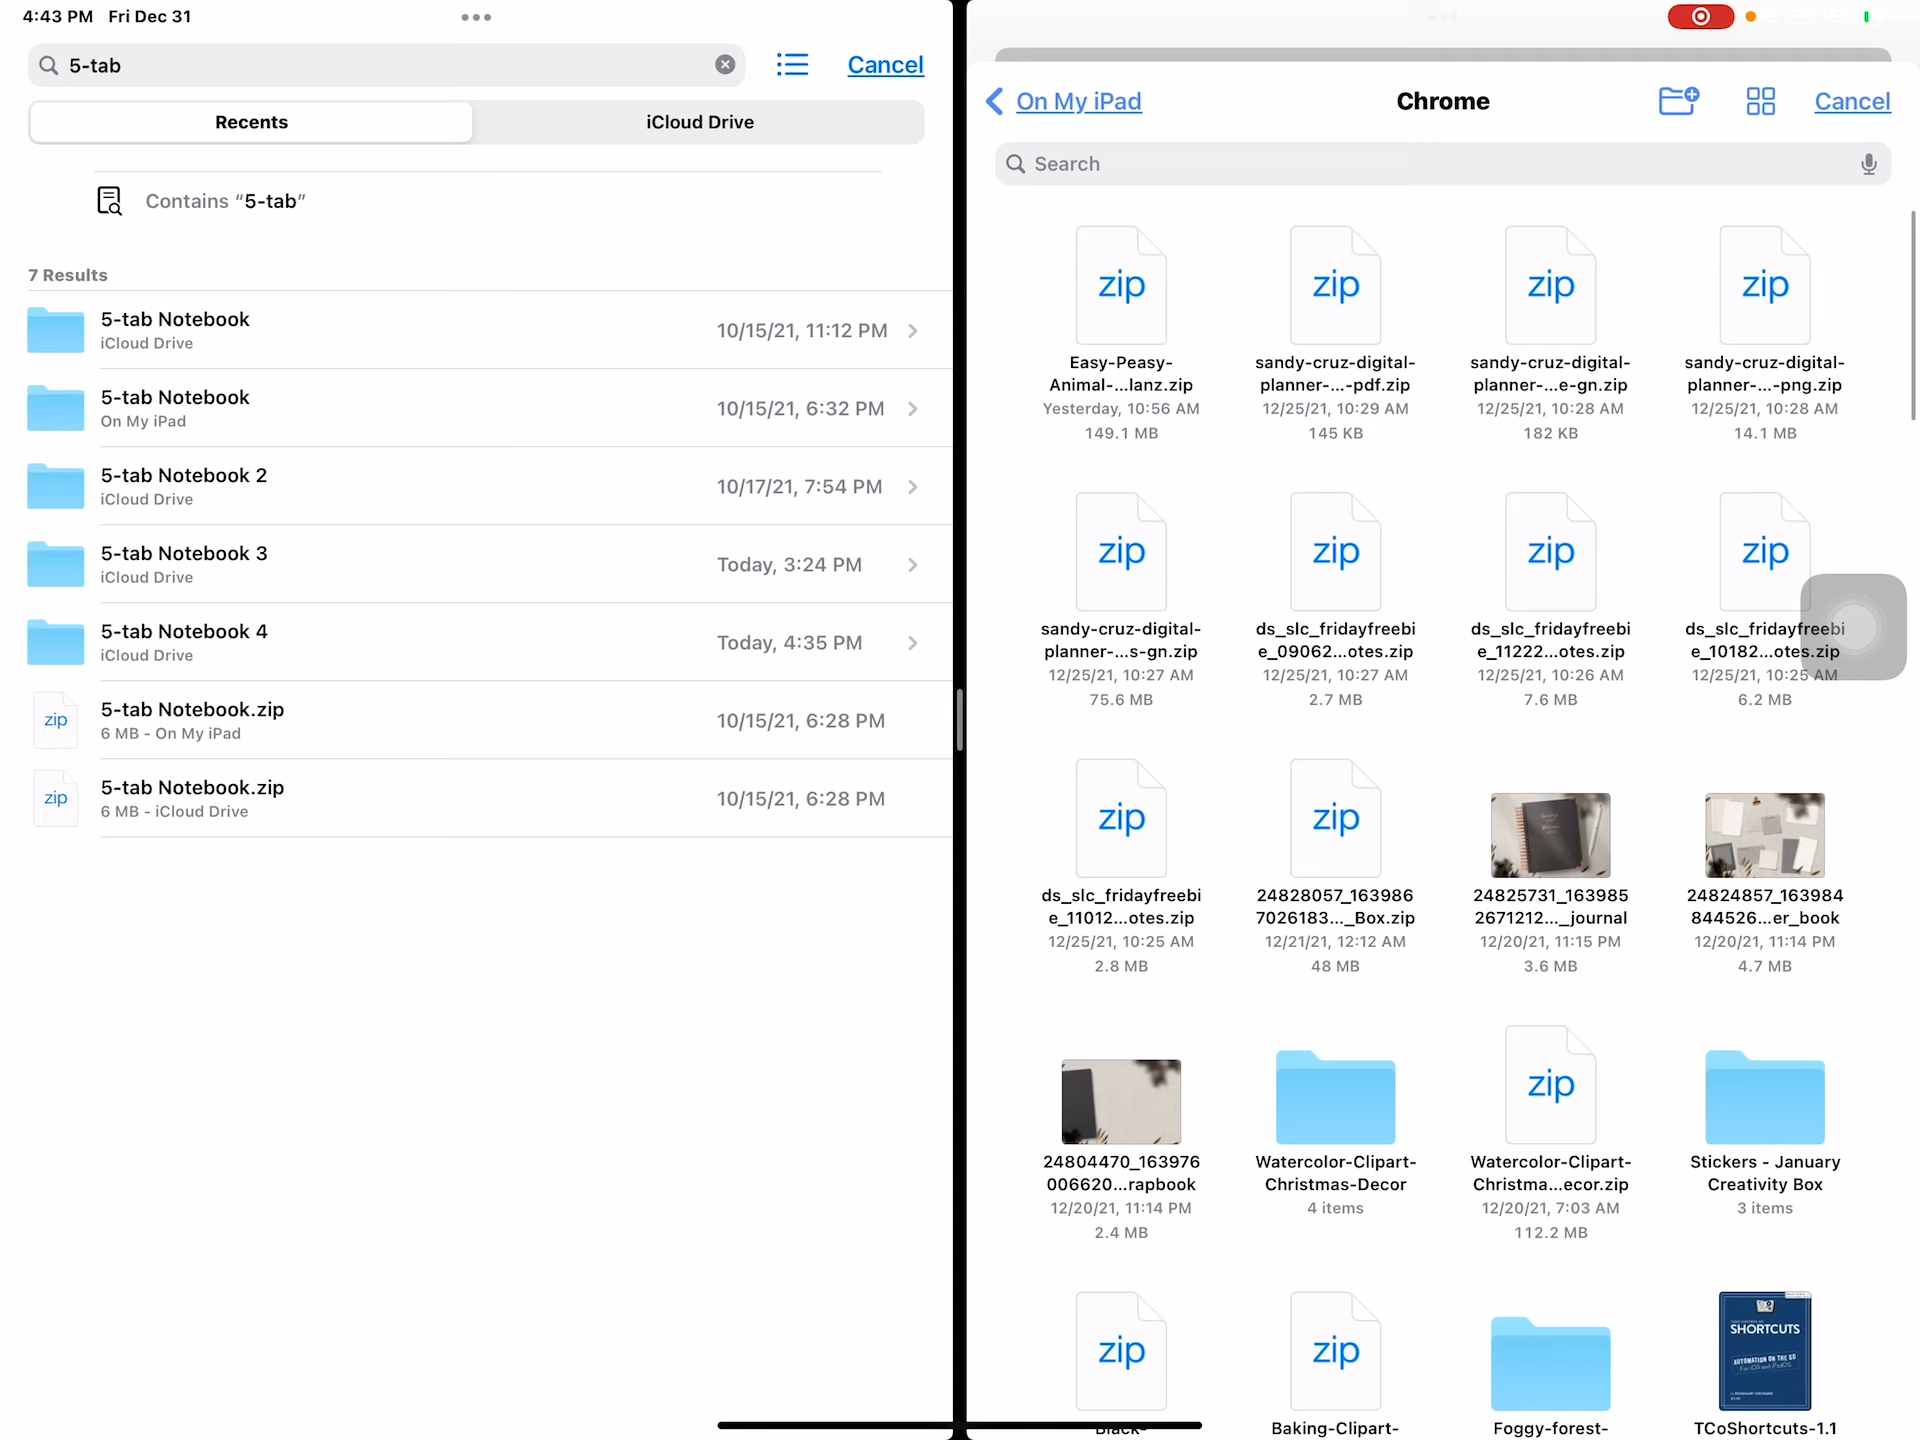 4:43 PM Fri Dec 31
5-tab
Cancel
Recents
iCloud Drive
Contains “5-tab”
7 Results
5-tab Notebook
iCloud Drive
10/15/21, 11:12 PM
5-tab Notebook
On My iPad
10/15/21, 6:32 PM
5-tab Notebook 2
iCloud Drive
10/17/21, 7:54 PM
5-tab Notebook 3
iCloud Drive
Today, 3:24 PM
5-tab Notebook 4
iCloud Drive
Today, 4:35 PM
zip
5-tab Notebook.zip
6 MB - On My iPad
10/15/21, 6:28 PM
zip
5-tab Notebook.zip
6 MB - iCloud Drive
10/15/21, 6:28 PM
On My iPad
Chrome
Cancel
Search
zip
Easy-Peasy-
Animal-...lanz.zip
Yesterday, 10:56 AM
149.1 MB
zip
sandy-cruz-digital-
planner-...-pdf.zip
12/25/21, 10:29 AM
145 KB
zip
sandy-cruz-digital-
planner-...e-gn.zip
12/25/21, 10:28 AM
182 KB
zip
sandy-cruz-digital-
planner-...-png.zip
12/25/21, 10:28 AM
14.1 MB
zip
sandy-cruz-digital-
planner-...s-gn.zip
12/25/21, 10:27 AM
75.6 MB
zip
ds_slc_fridayfreebi
e_09062...otes.zip
12/25/21, 10:27 AM
2.7 MB
zip
ds_slc_fridayfreebi
e_11222...otes.zip
12/25/21, 10:26 AM
7.6 MB
zip
ds_slc_fridayfreebi
e_10182...otes.zip
12/25/21, 10:25 AM
6.2 MB
zip
ds_slc_fridayfreebi
e_11012...otes.zip
12/25/21, 10:25 AM
2.8 MB
zip
24828057_163986
7026183..._Box.zip
12/21/21, 12:12 AM
48 MB
24825731_163985
2671212..._journal
12/20/21, 11:15 PM
3.6 MB
24824857_163984
844526...er_book
12/20/21, 11:14 PM
4.7 MB
24804470_163976
006620...rapbook
12/20/21, 11:14 PM
2.4 MB
Watercolor-Clipart-
Christmas-Decor
4 items
zip
Watercolor-Clipart-
Christma...ecor.zip
12/20/21, 7:03 AM
112.2 MB
Stickers - January
Creativity Box
3 items
zip
Black-
zip
Baking-Clipart-
Foggy-forest-
SHORTCUTS
AUTOMATION ON THE GO
For iOS and iPadOS
TCoShortcuts-1.1